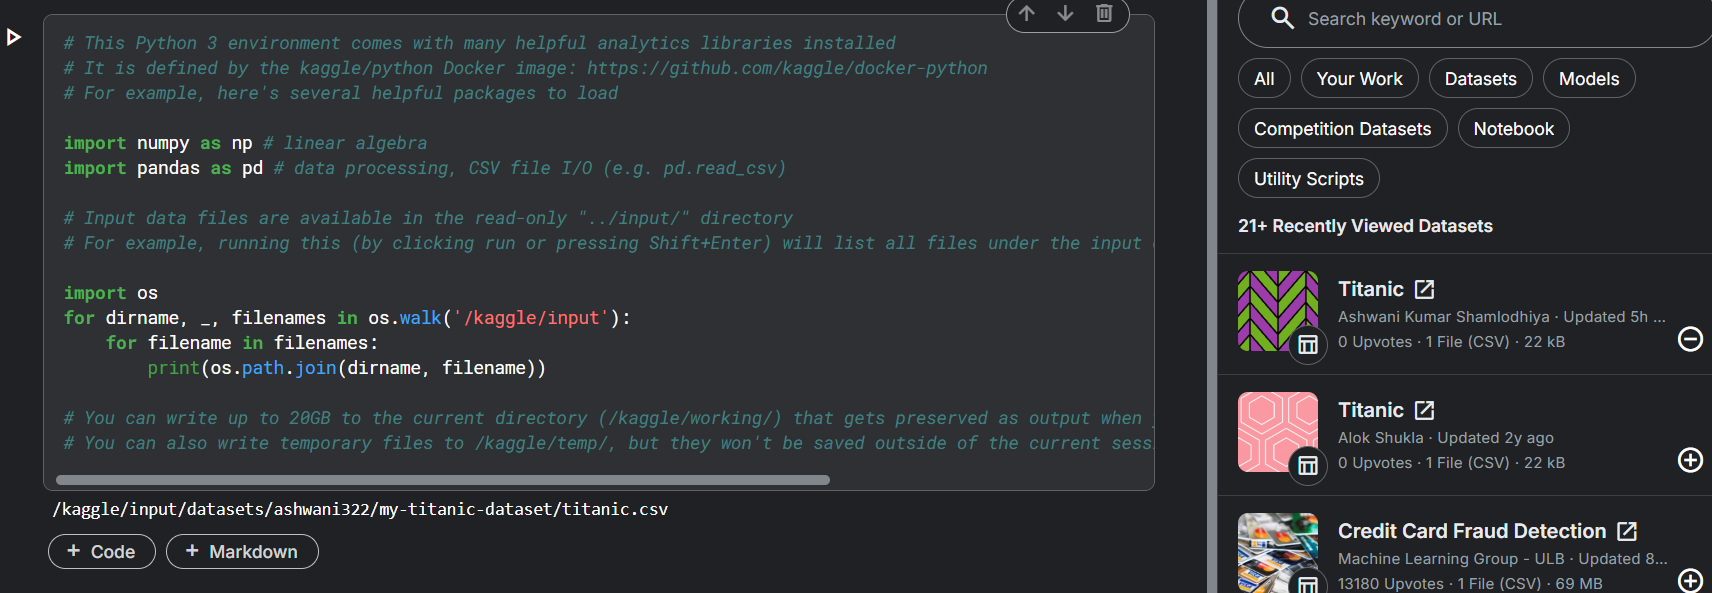 # This Python 3 environment comes with many helpful analytics libraries installed
# It is defined by the kaggle/python Docker image: https://github.com/kaggle/docker-python
# For example, here's several helpful packages to load
import numpy as np # linear algebra
import pandas as pd # data processing, CSV file I/O (e.g. pd.read_csv)
# Input data files are available in the read-only "../input/" directory
# For example, running this (by clicking run or pressing Shift+Enter) will list all files under the input
import os
for dirname, _, filenames in os.walk('/kaggle/input'):
    for filename in filenames:
        print(os.path.join(dirname, filename))
# You can write up to 20GB to the current directory (/kaggle/working/) that gets preserved as output when
# You can also write temporary files to /kaggle/temp/, but they won't be saved outside of the current sess
/kaggle/input/datasets/ashwani322/my-titanic-dataset/titanic.csv
+ Code
+ Markdown
Search keyword or URL
All
Your Work
Datasets
Models
Competition Datasets
Notebook
Utility Scripts
21+ Recently Viewed Datasets
Titanic
Ashwani Kumar Shamlodhiya · Updated 5h ...
0 Upvotes · 1 File (CSV) · 22 kB
Titanic
Alok Shukla · Updated 2y ago
0 Upvotes · 1 File (CSV) · 22 kB
Credit Card Fraud Detection
Machine Learning Group - ULB · Updated 8...
13180 Upvotes · 1 File (CSV) · 69 MB